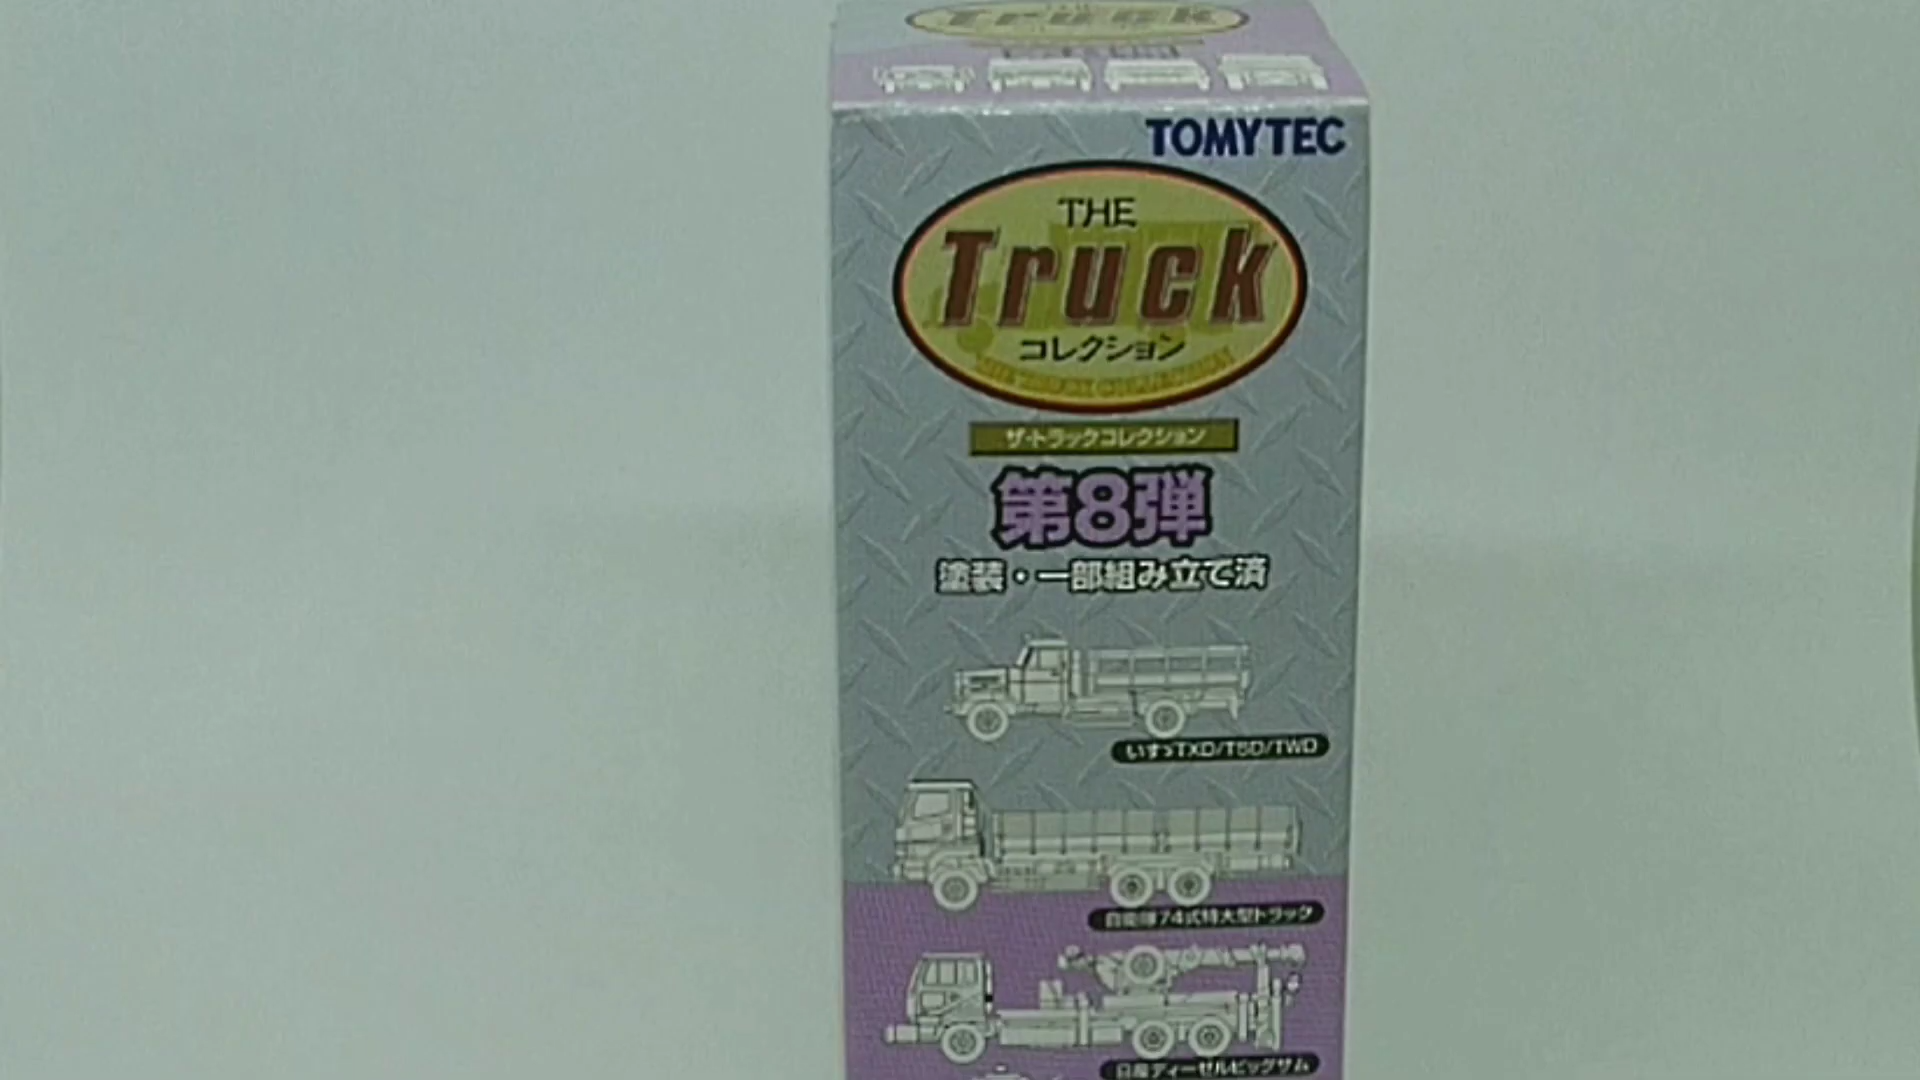 Truck
TOMYTEC
THE
Truck
コレクション
ザ・トラックコレクション
第8弾
塗装・一部組み立て済
いすゞTXD/TSD/TWD
自衛隊74式特大型トラック
日産ディーゼルビッグサム